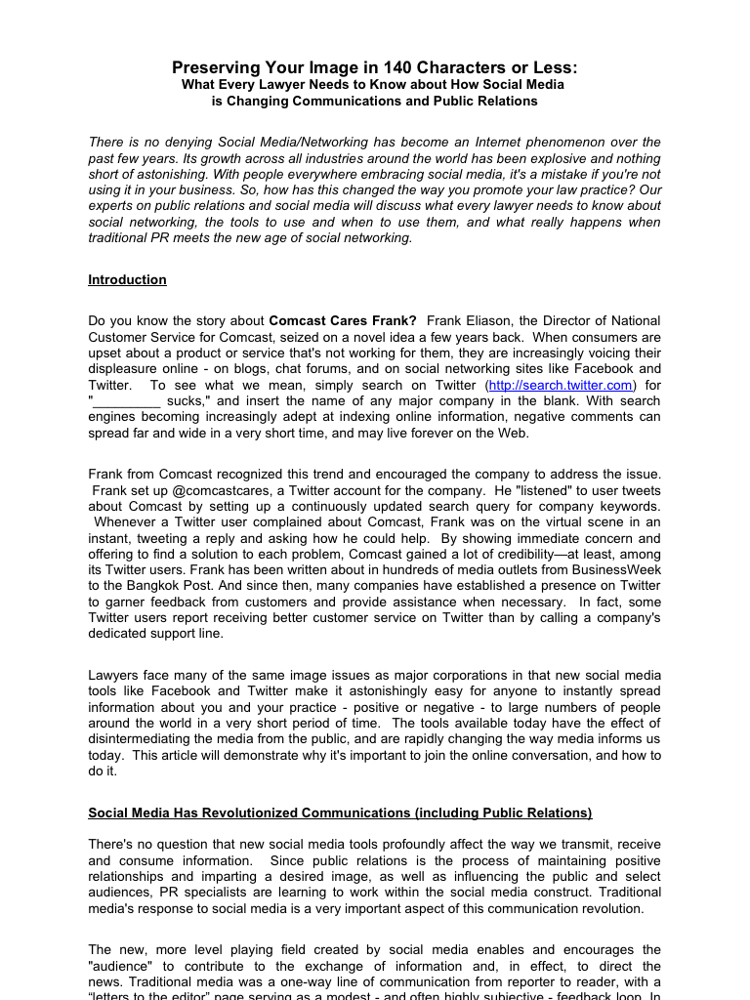 Preserving Your Image in 140 Characters or Less:
What Every Lawyer Needs to Know about How Social Media
is Changing Communications and Public Relations
There is no denying Social Media/Networking has become an Internet phenomenon over the
past few years. Its growth across all industries around the world has been explosive and nothing
short of astonishing. With people everywhere embracing social media, it's a mistake if you're not
using it in your business. So, how has this changed the way you promote your law practice? Our
experts on public relations and social media will discuss what every lawyer needs to know about
social networking, the tools to use and when to use them, and what really happens when
traditional PR meets the new age of social networking.
Introduction
Do you know the story about Comcast Cares Frank?  Frank Eliason, the Director of National
Customer Service for Comcast, seized on a novel idea a few years back.  When consumers are
upset about a product or service that's not working for them, they are increasingly voicing their
displeasure online - on blogs, chat forums, and on social networking sites like Facebook and
Twitter.  To see what we mean, simply search on Twitter (http://search.twitter.com) for
"_________ sucks," and insert the name of any major company in the blank. With search
engines becoming increasingly adept at indexing online information, negative comments can
spread far and wide in a very short time, and may live forever on the Web.
Frank from Comcast recognized this trend and encouraged the company to address the issue.
Frank set up @comcastcares, a Twitter account for the company.  He "listened" to user tweets
about Comcast by setting up a continuously updated search query for company keywords.
Whenever a Twitter user complained about Comcast, Frank was on the virtual scene in an
instant, tweeting a reply and asking how he could help.  By showing immediate concern and
offering to find a solution to each problem, Comcast gained a lot of credibility—at least, among
its Twitter users. Frank has been written about in hundreds of media outlets from BusinessWeek
to the Bangkok Post. And since then, many companies have established a presence on Twitter
to garner feedback from customers and provide assistance when necessary.  In fact, some
Twitter users report receiving better customer service on Twitter than by calling a company's
dedicated support line.
Lawyers face many of the same image issues as major corporations in that new social media
tools like Facebook and Twitter make it astonishingly easy for anyone to instantly spread
information about you and your practice - positive or negative - to large numbers of people
around the world in a very short period of time.  The tools available today have the effect of
disintermediating the media from the public, and are rapidly changing the way media informs us
today.  This article will demonstrate why it's important to join the online conversation, and how to
do it.
Social Media Has Revolutionized Communications (including Public Relations)
There's no question that new social media tools profoundly affect the way we transmit, receive
and consume information.  Since public relations is the process of maintaining positive
relationships and imparting a desired image, as well as influencing the public and select
audiences, PR specialists are learning to work within the social media construct. Traditional
media's response to social media is a very important aspect of this communication revolution.
The new, more level playing field created by social media enables and encourages the
"audience" to contribute to the exchange of information and, in effect, to direct the
news. Traditional media was a one-way line of communication from reporter to reader, with a
“letters to the editor” page serving as a modest - and often highly subjective - feedback loop. In